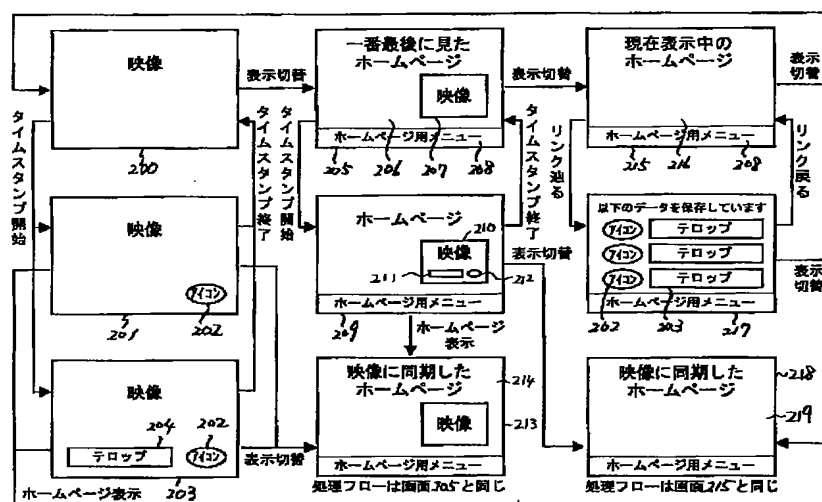 映像
200
表示切替
タイムスタンプ開始
タイムスタンプ終了
一番最後に見た
ホームページ
映像
ホームページ用メニュー
205
206
207
208
表示切替
タイムスタンプ開始
タイムスタンプ終了
現在表示中の
ホームページ
ホームページ用メニュー
215
216
208
表示
切替
リンク辿る
リンク戻る
映像
アイコン
201
202
ホームページ
210
映像
211
212
ホームページ用メニュー
209
表示切替
ホームページ
表示
以下のデータを保存しています
アイコン
テロップ
アイコン
テロップ
アイコン
テロップ
ホームページ用メニュー
202
203
217
表示
切替
映像
204
202
テロップ
アイコン
ホームページ表示
203
表示切替
映像に同期した
ホームページ
214
映像
213
ホームページ用メニュー
処理フローは画面205と同じ
映像に同期した
ホームページ
218
219
ホームページ用メニュー
処理フローは画面215と同じ